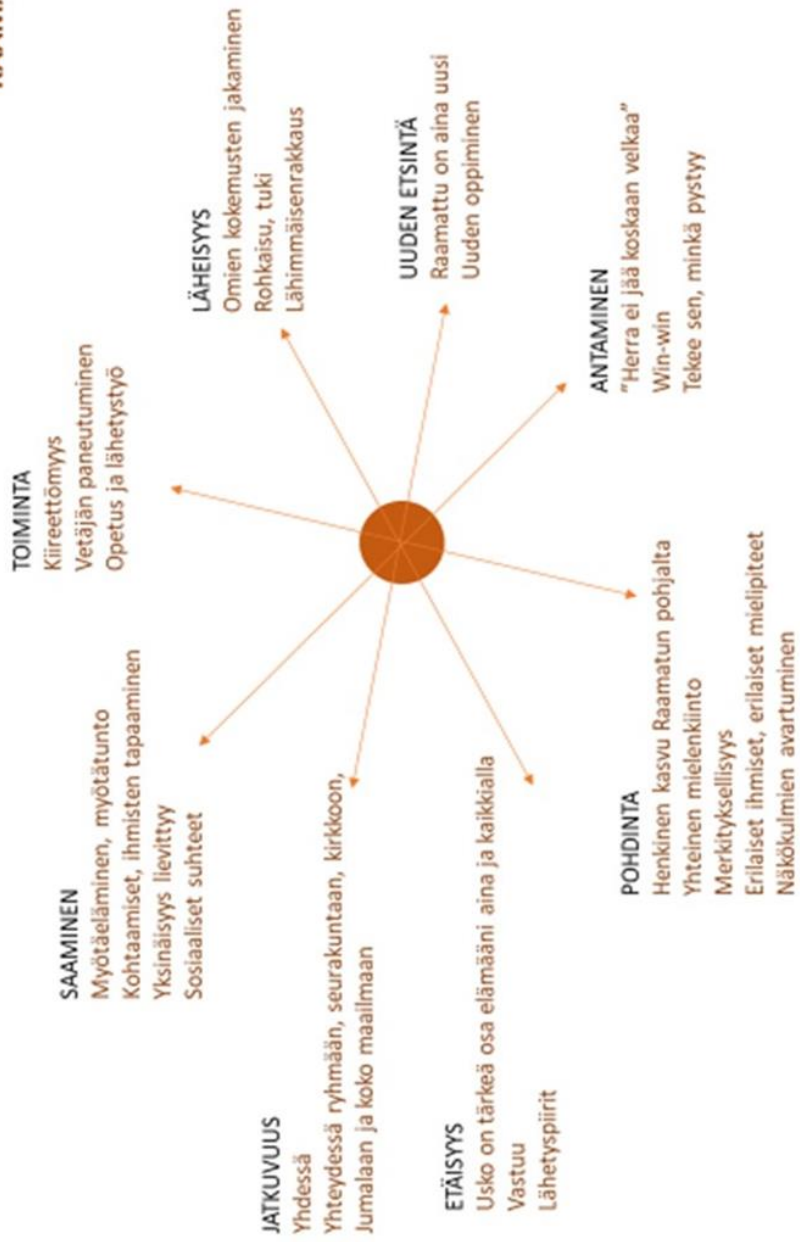 TOIMINTA
Kiireettömyys
Vetäjän paneutuminen
Opetus ja lähetystyö
SAAMINEN
Myötäeläminen, myötätunto
Kohtaamiset, ihmisten tapaaminen
Yksinäisyys lievittyy
Sosiaaliset suhteet
LÄHEISYYS
Omien kokemusten jakaminen
Rohkaisu, tuki
Lähimmäisenrakkaus
JATKUVUUS
Yhdessä
Yhteydessä ryhmään, seurakuntaan, kirkkoon,
Jumalaan ja koko maailmaan
UUDEN ETSINTÄ
Raamattu on aina uusi
Uuden oppiminen
ETÄISYYS
Usko on tärkeä osa elämääni aina ja kaikkialla
Vastuu
Lähetyspiirit
ANTAMINEN
”Herra ei jää koskaan velkaa”
Win-win
Tekee sen, minkä pystyy
POHDINTA
Henkinen kasvu Raamatun pohjalta
Yhteinen mielenkiinto
Merkityksellisyys
Erilaiset ihmiset, erilaiset mielipiteet
Näkökulmien avartuminen